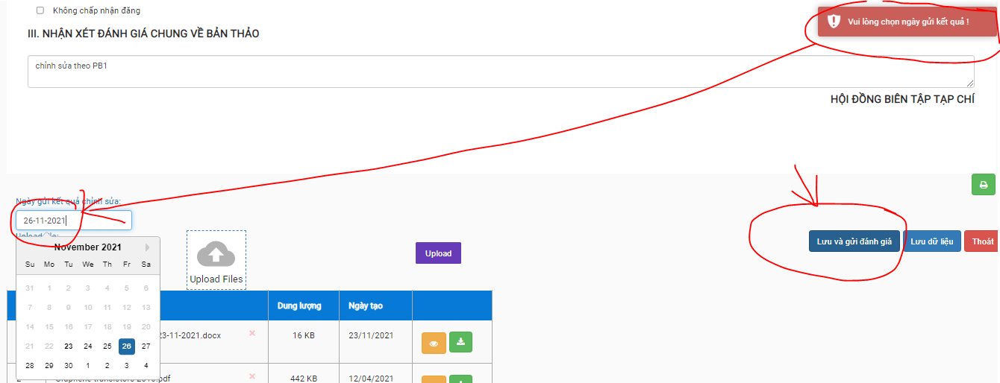 Không chấp nhận đăng
Vui lòng chọn ngày gửi kết quả !
III. NHẬN XÉT ĐÁNH GIÁ CHUNG VỀ BẢN THẢO
chỉnh sửa theo PB1
HỘI ĐỒNG BIÊN TẬP TẠP CHÍ
Ngày gửi kết quả chỉnh sửa:
26-11-2021
Lưu và gửi đánh giá
Lưu dữ liệu
Thoát
Upload
November 2021
Su Mo Tu We Th Fr Sa
31 1 2 3 4 5 6
7 8 9 10 11 12 13
14 15 16 17 18 19 20
21 22 23 24 25 26 27
28 29 30 1 2 3 4
Upload Files
Upload
Dung lượng
Ngày tạo
23-11-2021.docx
16 KB
23/11/2021
2010.pdf
442 KB
12/04/2021